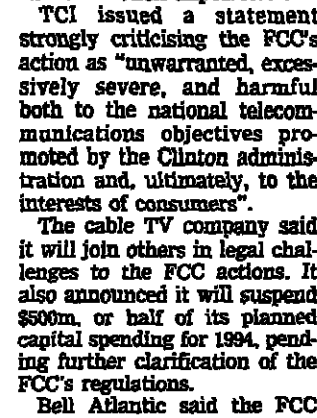 TCI issued a statement
strongly criticising the FCC's
action as "unwarranted, exces-
sively severe, and harmful
both to the national telecom-
munications objectives pro-
moted by the Clinton adminis-
tration and, ultimately, to the
interests of consumers".
The cable TV company said
it will join others in legal chal-
lenges to the FCC actions. It
also announced it will suspend
$500m, or half of its planned
capital spending for 1994, pend-
ing further clarification of the
FCC's regulations.
Bell Atlantic said the FCC